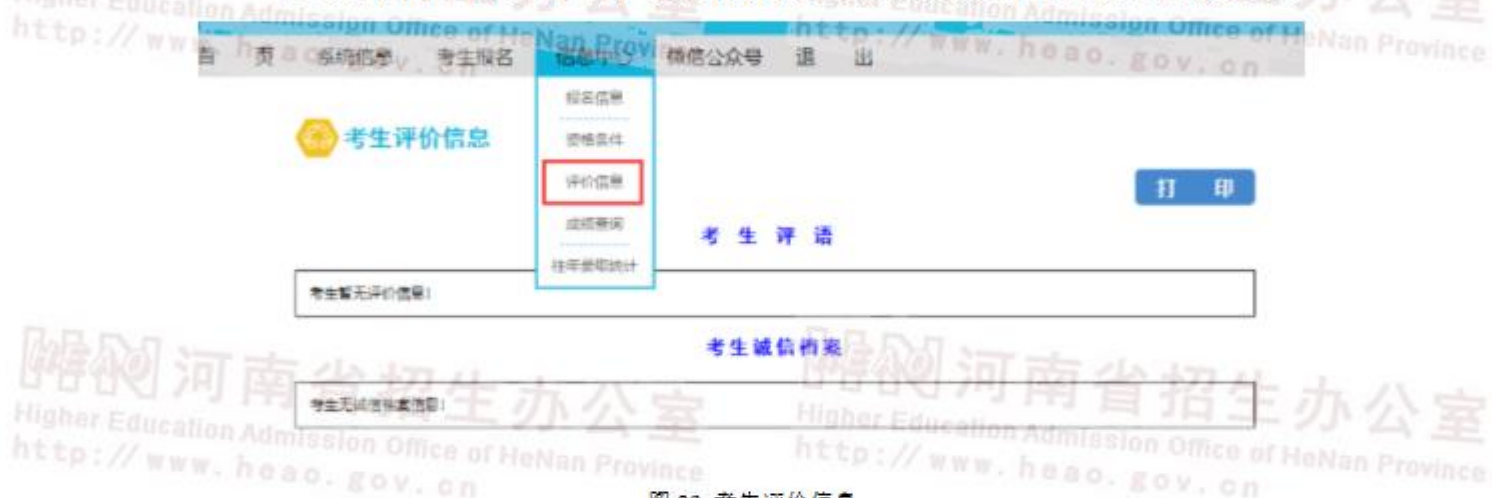 Higher Education Admission Office of HeNan Province
http://www.heao.gov.cn
http://www.heao.gov.cn
首 页 系统信息 考生报名 信息中心 微信公众号 退 出
报名信息
资格条件
评价信息
成绩查询
往年录取统计
考生评价信息
打 印
考 生 评 语
考生暂无评价信息!
考生诚信档案
考生无诚信档案信息!
HEAO 河南省招生办公室
Higher Education Admission Office of HeNan Province
http://www.heao.gov.cn
HEAO 河南省招生办公室
Higher Education Admission Office of HeNan Province
http://www.heao.gov.cn
考生评价信息